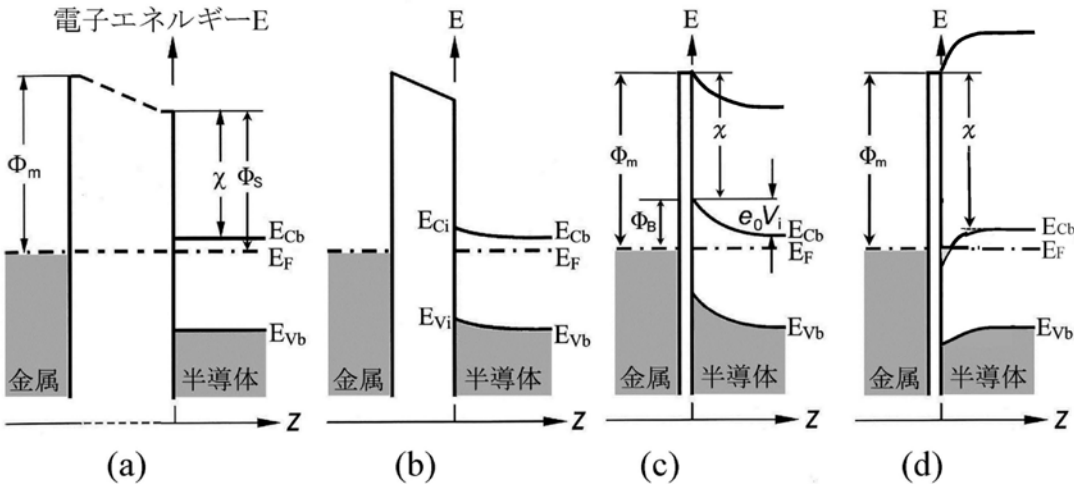 電子エネルギーE
Φm
χ
ΦS
ECb
EF
EVb
金属
半導体
z
(a)
E
ECi
ECb
EF
EVi
EVb
金属
半導体
z
(b)
E
Φm
χ
ΦB
e0Vi
ECb
EF
EVb
金属
半導体
z
(c)
E
Φm
χ
ECb
EF
EVb
金属
半導体
z
(d)